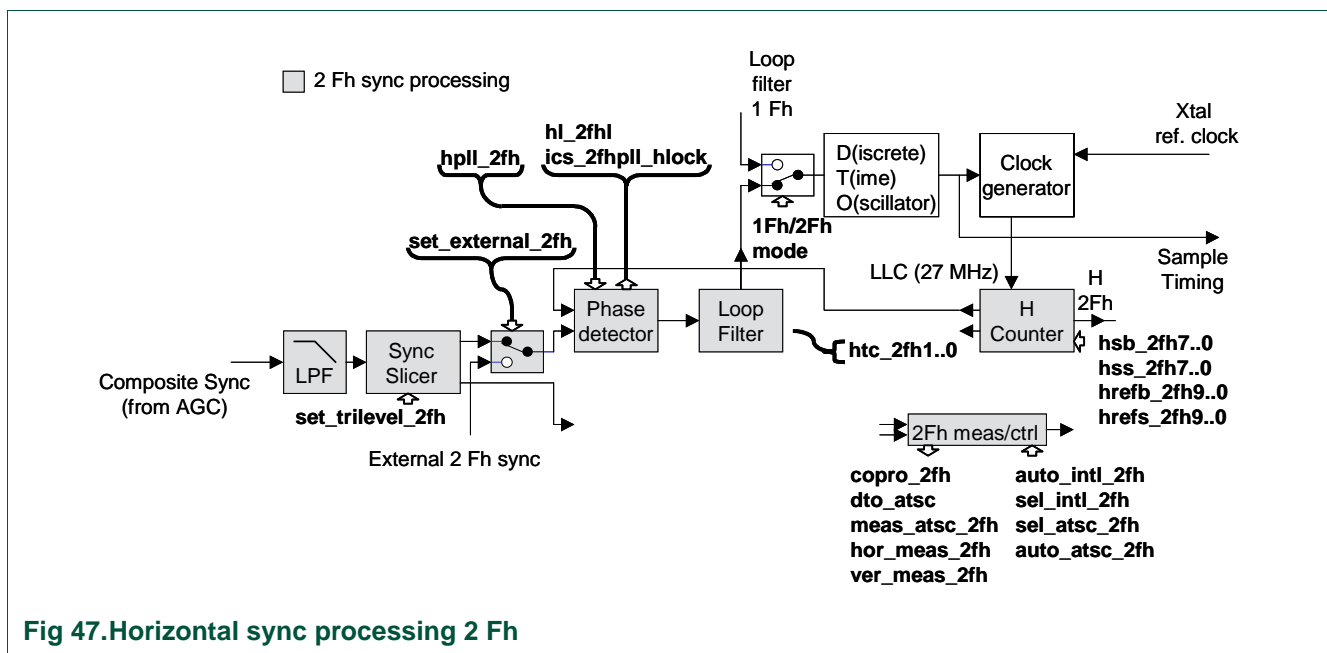 2 Fh sync processing
Loop
filter
1 Fh
Xtal
ref. clock
hl_2fhl
ics_2fhpll_hlock
hpll_2fh
D(iscrete)
T(ime)
O(scillator)
Clock
generator
1Fh/2Fh
mode
set_external_2fh
Sample
Timing
LLC (27 MHz)
H
2Fh
Phase
detector
Loop
Filter
H
Counter
htc_2fh1..0
hsb_2fh7..0
hss_2fh7..0
hrefb_2fh9..0
hrefs_2fh9..0
LPF
Sync
Slicer
Composite Sync
(from AGC)
set_trilevel_2fh
External 2 Fh sync
2Fh meas/ctrl
copro_2fh
dto_atsc
meas_atsc_2fh
hor_meas_2fh
ver_meas_2fh
auto_intl_2fh
sel_intl_2fh
sel_atsc_2fh
auto_atsc_2fh
Fig 47.Horizontal sync processing 2 Fh